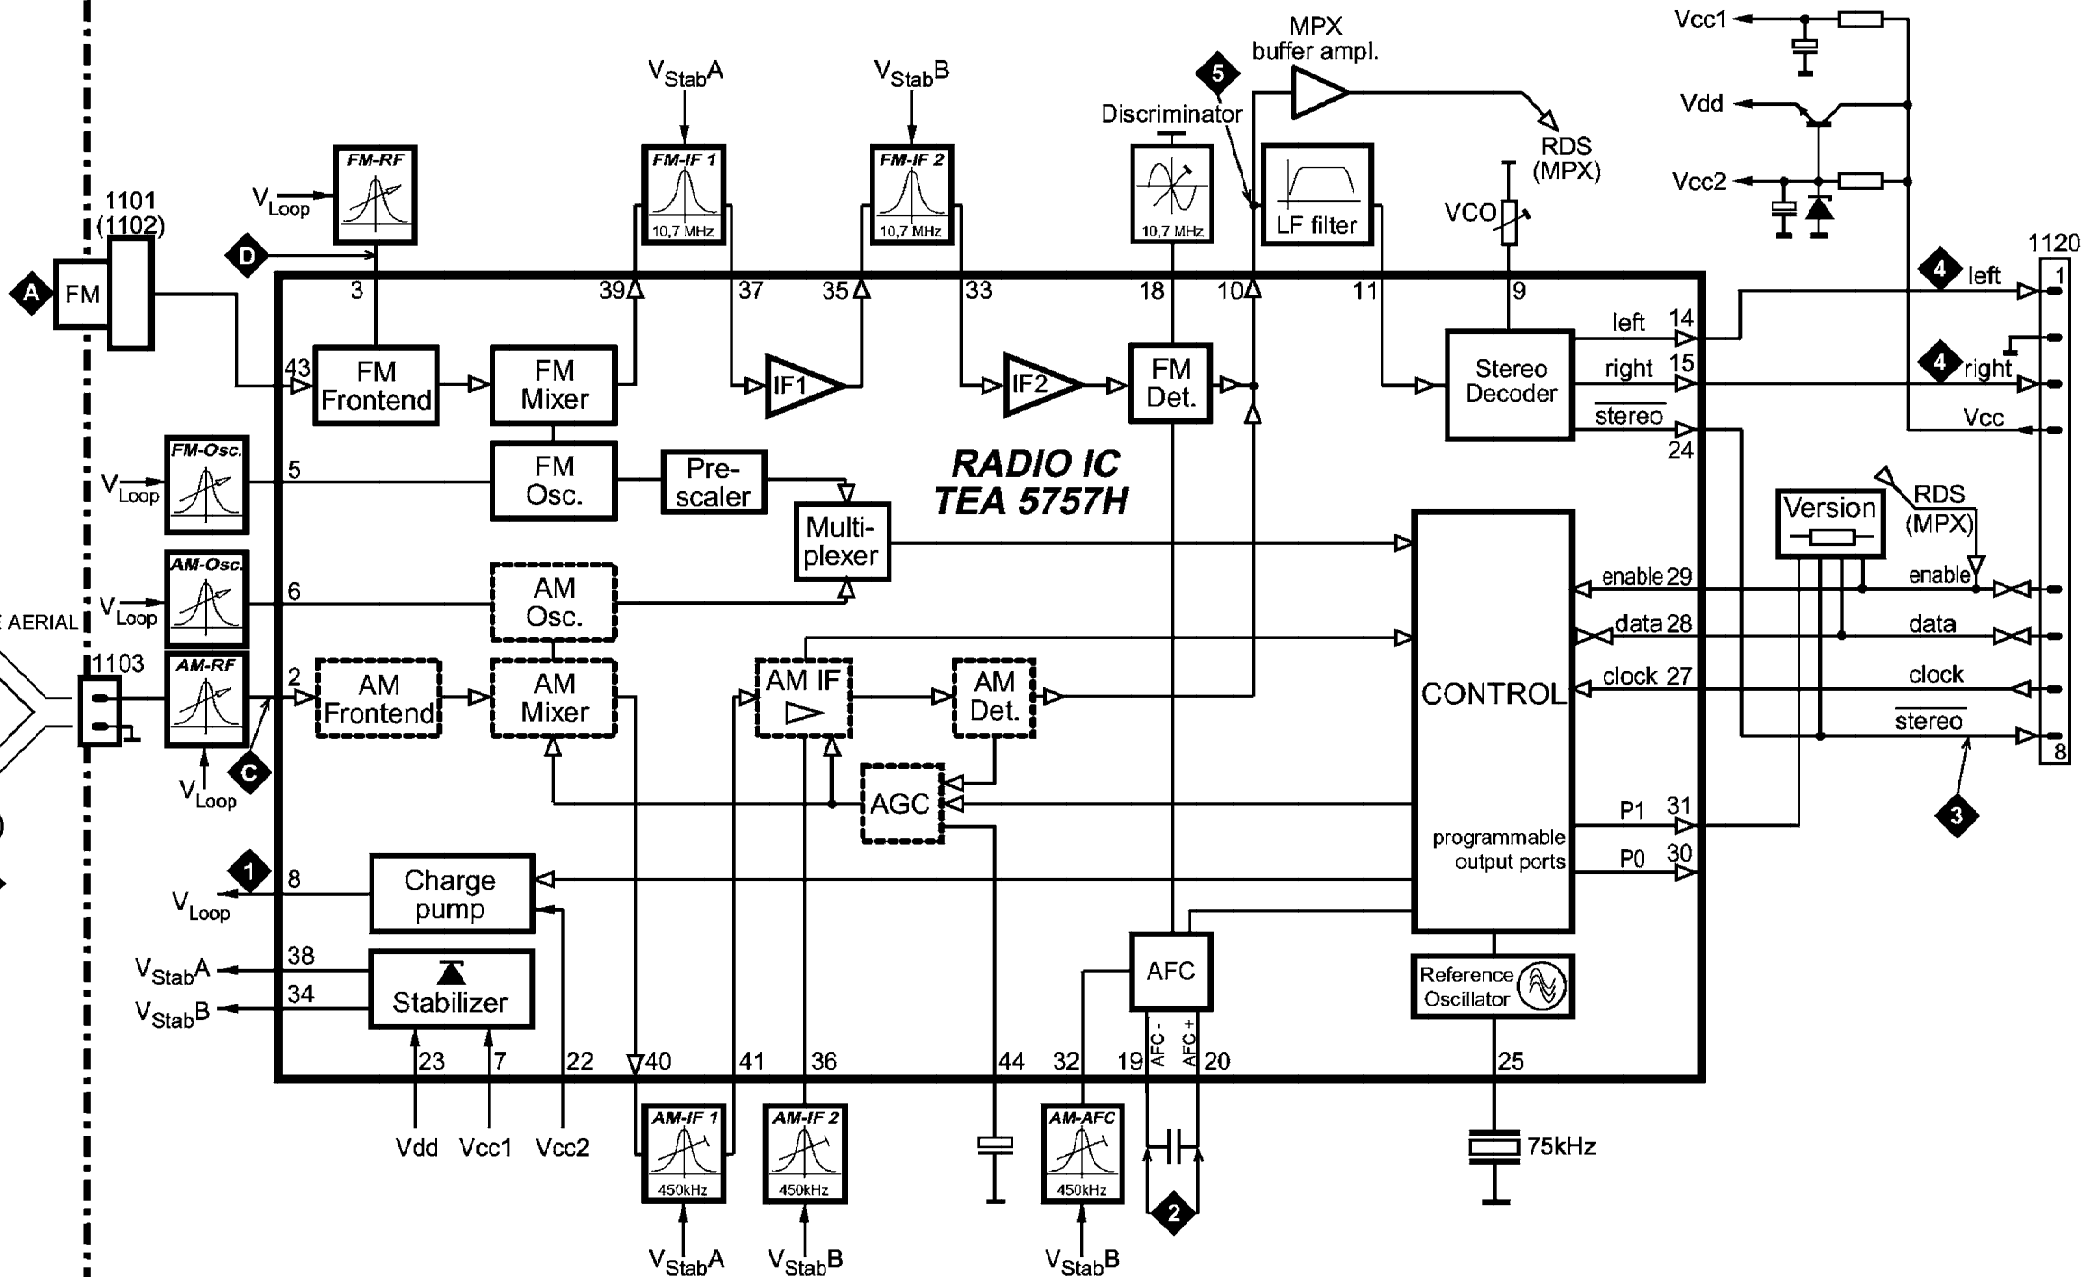 MPX
buffer ampl.
Vcc1
VStabA
VStabB
5
Discriminator
Vdd
FM-RF
FM-IF 1
FM-IF 2
RDS
(MPX)
VLoop
1101
(1102)
10,7 MHz
10,7 MHz
10,7 MHz
LF filter
VCO
Vcc2
1120
D
A
FM
3
39
37
35
33
18
10
11
9
4
left
1
43
FM
Frontend
FM
Mixer
IF1
IF2
FM
Det.
Stereo
Decoder
left
14
right
15
stereo
24
4
right
Vcc
FM-Osc.
VLoop
5
FM
Osc.
Pre-
scaler
RADIO IC
TEA 5757H
Multi-
plexer
Version
RDS
(MPX)
AM-Osc.
VLoop
6
AM
Osc.
enable 29
enable
data 28
data
clock 27
clock
stereo
8
AERIAL
1103
AM-RF
2
AM
Frontend
AM
Mixer
AM IF
AM
Det.
CONTROL
C
VLoop
AGC
3
P1
31
programmable
output ports
P0
30
1
8
VLoop
Charge
pump
38
VStabA
34
VStabB
Stabilizer
AFC
AFC -
AFC +
Reference
Oscillator
23
7
22
40
41
36
44
32
19
20
25
Vdd
Vcc1
Vcc2
AM-IF 1
450kHz
AM-IF 2
450kHz
AM-AFC
450kHz
75kHz
2
VStabA
VStabB
VStabB